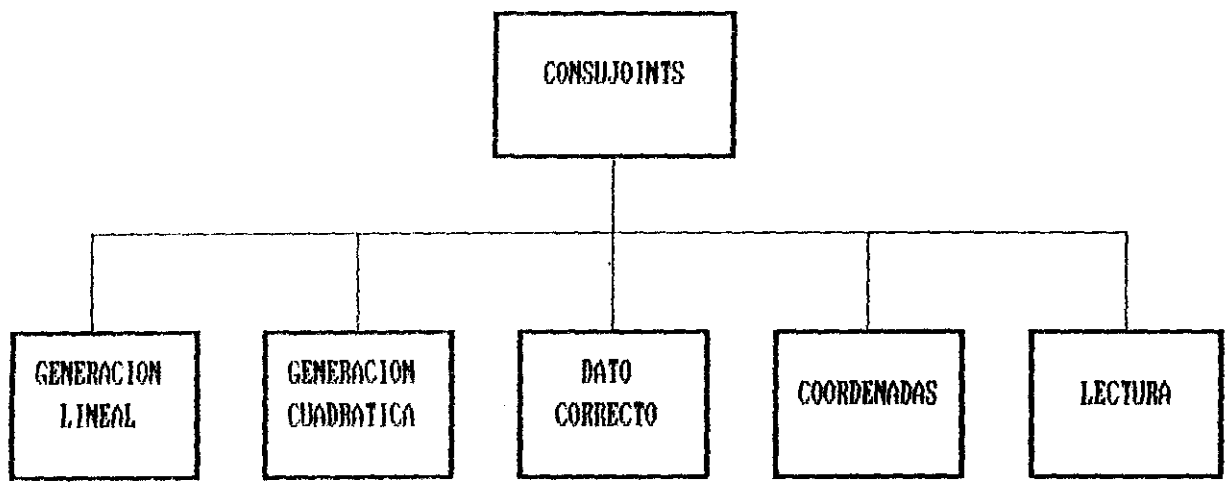 CONSUJOINTS
GENERACION
LINEAL
GENERACION
CUADRATICA
DATO
CORRECTO
COORDENADAS
LECTURA